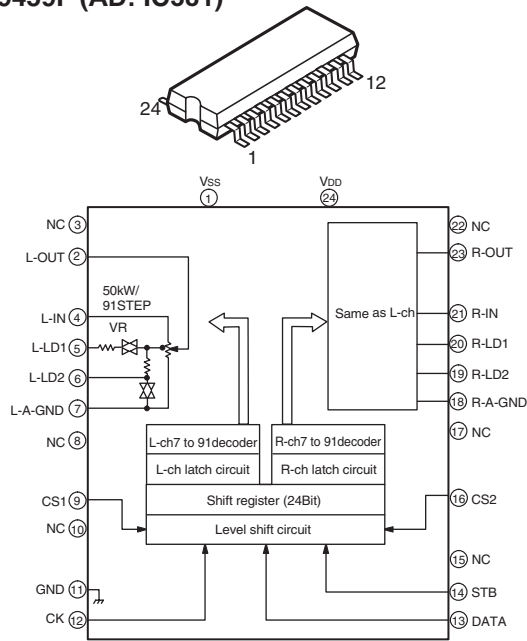 (AD: IC381)
24
12
1
VSS
①
VDD
㉔
NC ③
L-OUT ②
50kW/
91STEP
VR
L-IN ④
L-LD1 ⑤
L-LD2 ⑥
L-A-GND ⑦
NC ⑧
CS1 ⑨
NC ⑩
GND ⑪
CK ⑫
Same as L-ch
㉒ NC
㉓ R-OUT
㉑ R-IN
⑳ R-LD1
⑲ R-LD2
⑱ R-A-GND
⑰ NC
⑯ CS2
⑮ NC
⑭ STB
⑬ DATA
L-ch7 to 91decoder
R-ch7 to 91decoder
L-ch latch circuit
R-ch latch circuit
Shift register (24Bit)
Level shift circuit